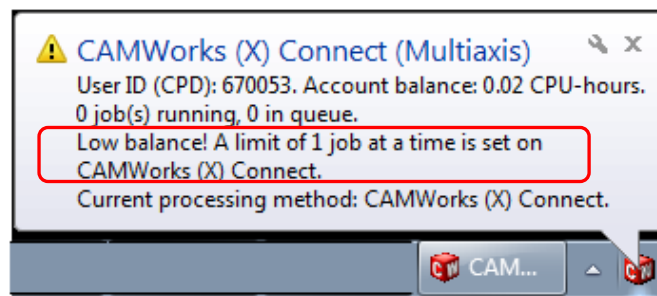 CAMWorks (X) Connect (Multiaxis)
User ID (CPD): 670053. Account balance: 0.02 CPU-hours.
0 job(s) running, 0 in queue.
Low balance! A limit of 1 job at a time is set on
CAMWorks (X) Connect.
Current processing method: CAMWorks (X) Connect.
CAM...